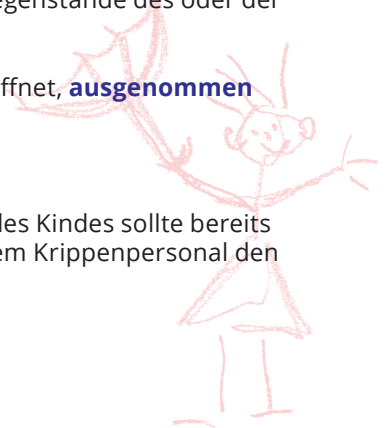 egenstände des oder der
ffnet, ausgenommen
des Kindes sollte bereits
em Krippenpersonal den